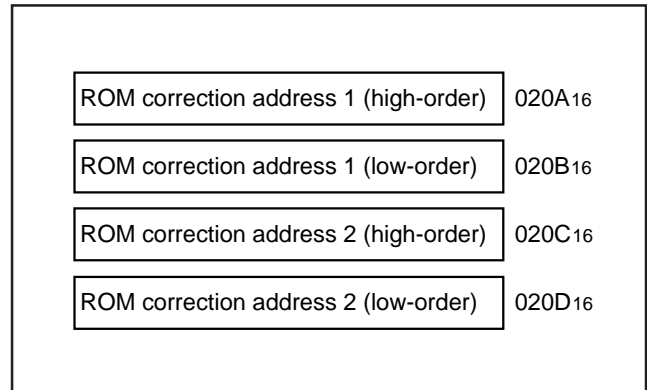 ROM correction address 1 (high-order) 020A16
ROM correction address 1 (low-order) 020B16
ROM correction address 2 (high-order) 020C16
ROM correction address 2 (low-order) 020D16